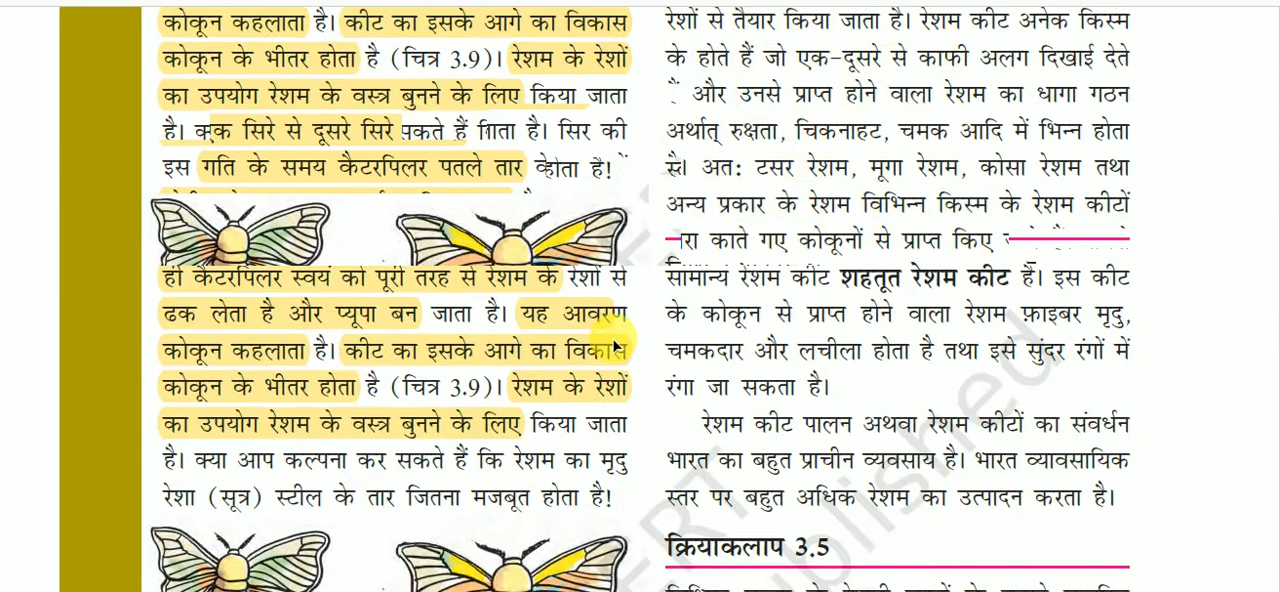 कोकून कहलाता है। कीट का इसके आगे का विकास
कोकून के भीतर होता है (चित्र 3.9)। रेशम के रेशों
का उपयोग रेशम के वस्त्र बुनने के लिए किया जाता
है। क सिरे से दूसरे सिरे सकते हैं ाता है। सिर की
इस गति के समय कैटरपिलर पतले तार होता है!
ही कैटरपिलर स्वयं को पूरी तरह से रेशम के रेशों से
ढक लेता है और प्यूपा बन जाता है। यह आवरण
कोकून कहलाता है। कीट का इसके आगे का विकास
कोकून के भीतर होता है (चित्र 3.9)। रेशम के रेशों
का उपयोग रेशम के वस्त्र बुनने के लिए किया जाता
है। क्या आप कल्पना कर सकते हैं कि रेशम का मृदु
रेशा (सूत्र) स्टील के तार जितना मजबूत होता है!
रेशों से तैयार किया जाता है। रेशम कीट अनेक किस्म
के होते हैं जो एक-दूसरे से काफी अलग दिखाई देते
और उनसे प्राप्त होने वाला रेशम का धागा गठन
अर्थात् रुक्षता, चिकनाहट, चमक आदि में भिन्न होता
अत: टसर रेशम, मूगा रेशम, कोसा रेशम तथा
अन्य प्रकार के रेशम विभिन्न किस्म के रेशम कीटों
रा काते गए कोकूनों से प्राप्त किए
सामान्य रेशम कीट शहतूत रेशम कीट हैं। इस कीट
के कोकून से प्राप्त होने वाला रेशम फ़ाइबर मृदु,
चमकदार और लचीला होता है तथा इसे सुंदर रंगों में
रंगा जा सकता है।
रेशम कीट पालन अथवा रेशम कीटों का संवर्धन
भारत का बहुत प्राचीन व्यवसाय है। भारत व्यावसायिक
स्तर पर बहुत अधिक रेशम का उत्पादन करता है।
क्रियाकलाप 3.5